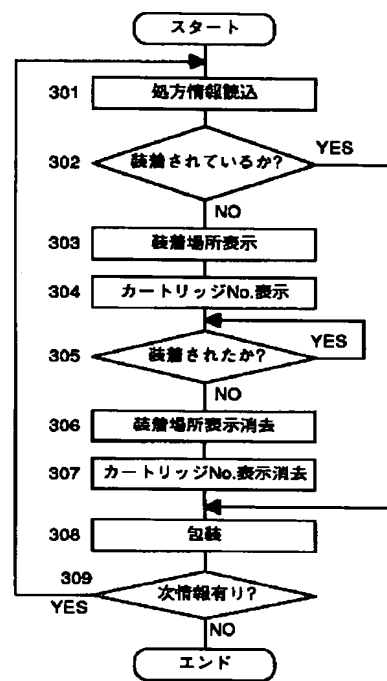 スタート
301 処方情報読込
302 装着されているか? YES
NO
303 装着場所表示
304 カートリッジNo.表示
305 装着されたか? YES
NO
306 装着場所表示消去
307 カートリッジNo.表示消去
308 包装
309 次情報有り?
YES
NO
エンド